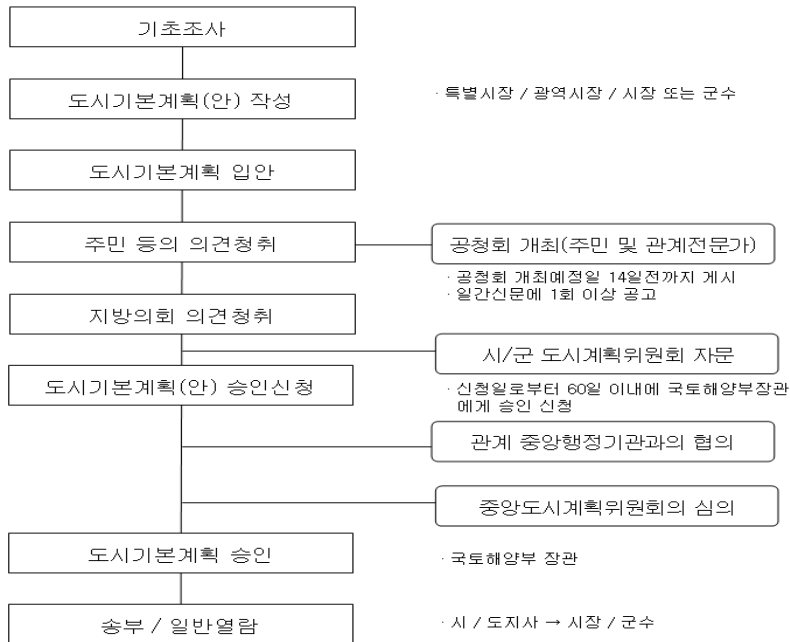 기초조사
도시기본계획(안) 작성
· 특별시장 / 광역시장 / 시장 또는 군수
도시기본계획 입안
주민 등의 의견청취
공청회 개최(주민 및 관계전문가)
· 공청회 개최예정일 14일전까지 게시
· 일간신문에 1회 이상 공고
지방의회 의견청취
시/군 도시계획위원회 자문
도시기본계획(안) 승인신청
· 신청일로부터 60일 이내에 국토해양부장관
에게 승인 신청
관계 중앙행정기관과의 협의
중앙도시계획위원회의 심의
도시기본계획 승인
· 국토해양부 장관
송부 / 일반열람
· 시 / 도지사 → 시장 / 군수